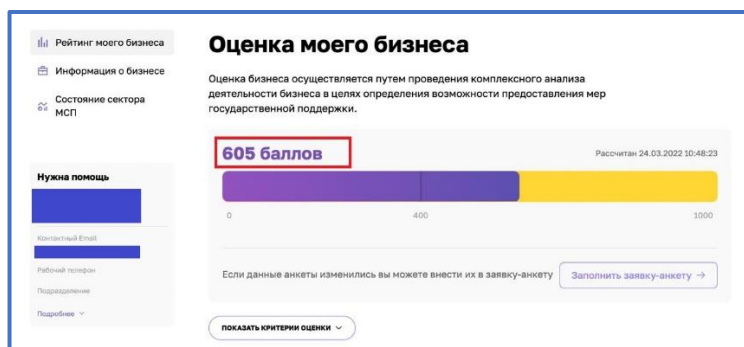 Рейтинг моего бизнеса
Информация о бизнесе
Состояние сектора
МСП
Нужна помощь
Контактный Email
Рабочий телефон
Подразделение
Подробнее
Оценка моего бизнеса
Оценка бизнеса осуществляется путем проведения комплексного анализа
деятельности бизнеса в целях определения возможности предоставления мер
государственной поддержки.
605 баллов
Рассчитан 24.03.2022 10:48:23
0 400 1000
Если данные анкеты изменились вы можете внести их в заявку-анкету
Заполнить заявку-анкету →
ПОКАЗАТЬ КРИТЕРИИ ОЦЕНКИ